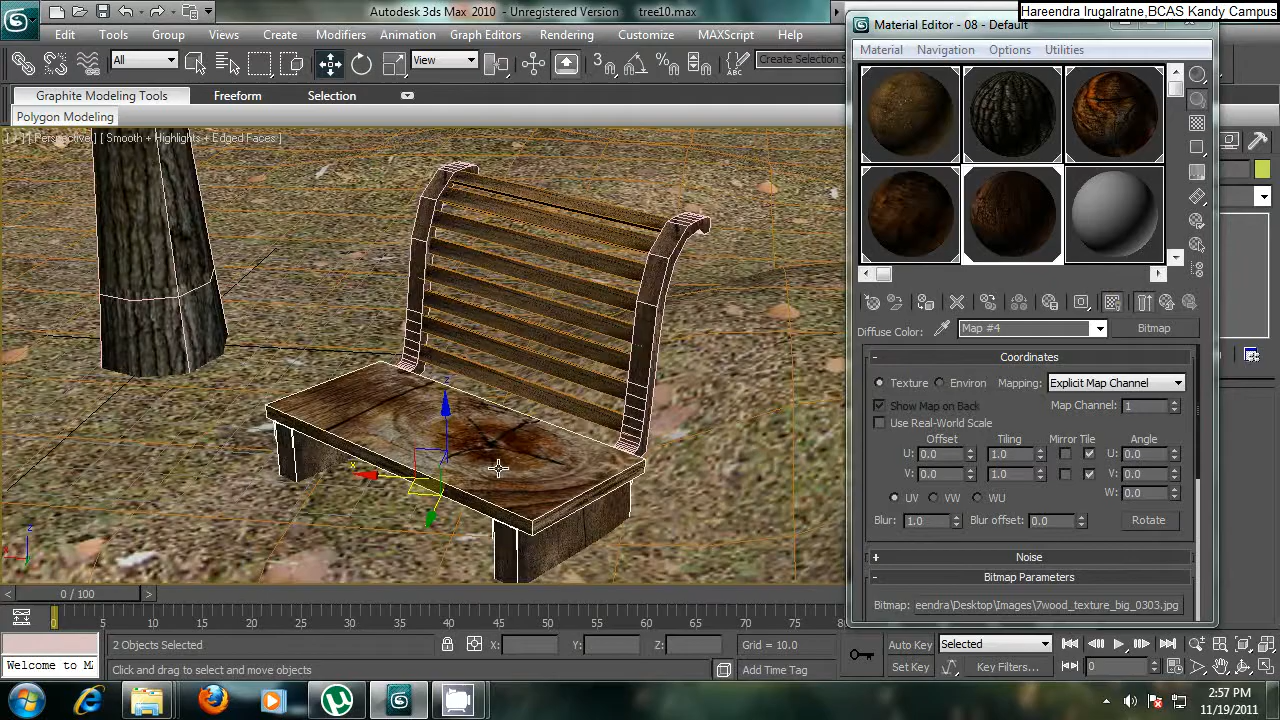 Autodesk 3ds Max 2010 - Unregistered Version tree10.max
Hareendra Irugalratne,BCAS Kandy Campus
Edit Tools Group Views Create Modifiers Animation Graph Editors Rendering Customize MAXScript Help
All View Create Selection S
Graphite Modeling Tools Freeform Selection
Polygon Modeling
[ + ] [ Perspective ] [ Smooth + Highlights + Edged Faces ]
Material Editor - 08 - Default
Material Navigation Options Utilities
Diffuse Color: Map #4 Bitmap
- Coordinates
Texture Environ Mapping: Explicit Map Channel
Show Map on Back Map Channel: 1
Use Real-World Scale
Offset Tiling Mirror Tile Angle
U: 0.0 1.0 U: 0.0
V: 0.0 1.0 V: 0.0
W: 0.0
UV VW WU
Blur: 1.0 Blur offset: 0.0 Rotate
+ Noise
- Bitmap Parameters
Bitmap: eendra\Desktop\Images\7wood_texture_big_0303.jpg
z
x
z
x
< 0 / 100 >
0 5 10 15 20 25 30 35 40 45 50 55 60 65 70 75 80
2 Objects Selected X: Y: Z: Grid = 10.0
Auto Key Selected
Welcome to M
Click and drag to select and move objects Add Time Tag
Set Key Key Filters... 0
2:57 PM
11/19/2011